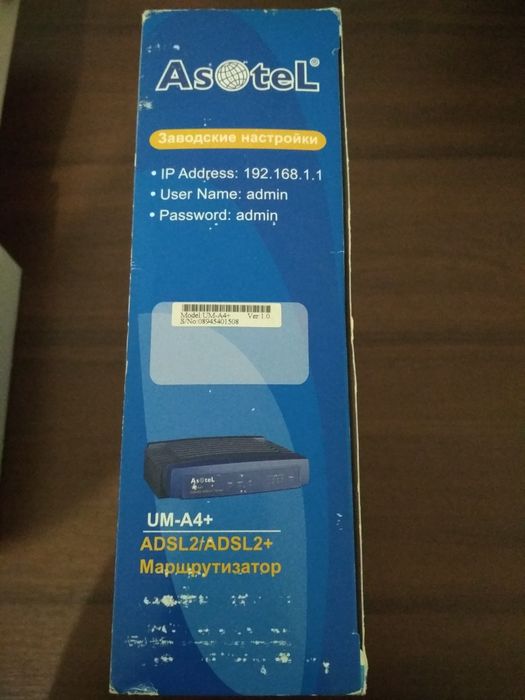 AsoteL®
Заводские настройки
• IP Address: 192.168.1.1
• User Name: admin
• Password: admin
Model:UM-A4+ Ver 1.0
S/No:08945401508
AsoteL
UM-A4+
ADSL2/ADSL2+
Маршрутизатор